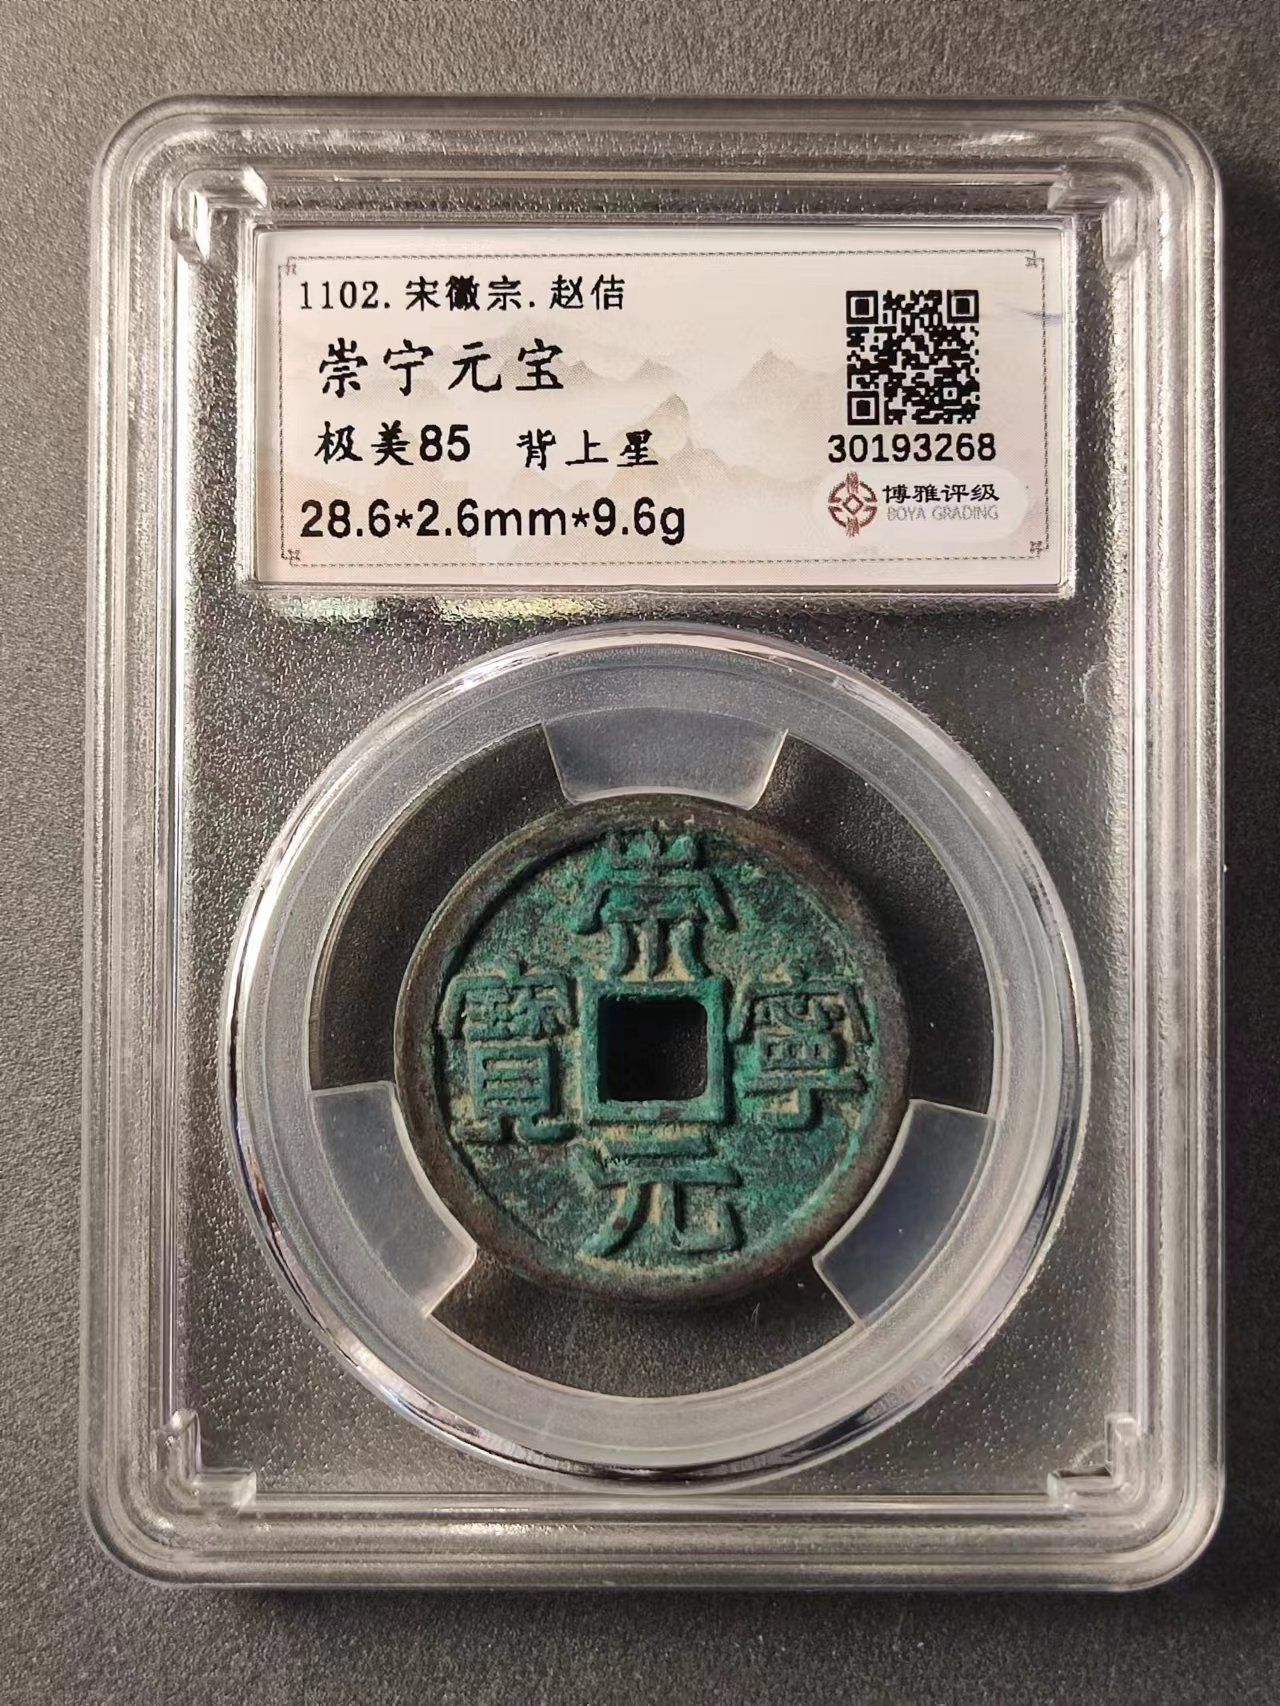 1102.宋徽宗.赵佶
崇宁元宝
极美85 背上星
28.6*2.6mm*9.6g
30193268
博雅评级
BOYA GRADING
崇
寧
元
寶